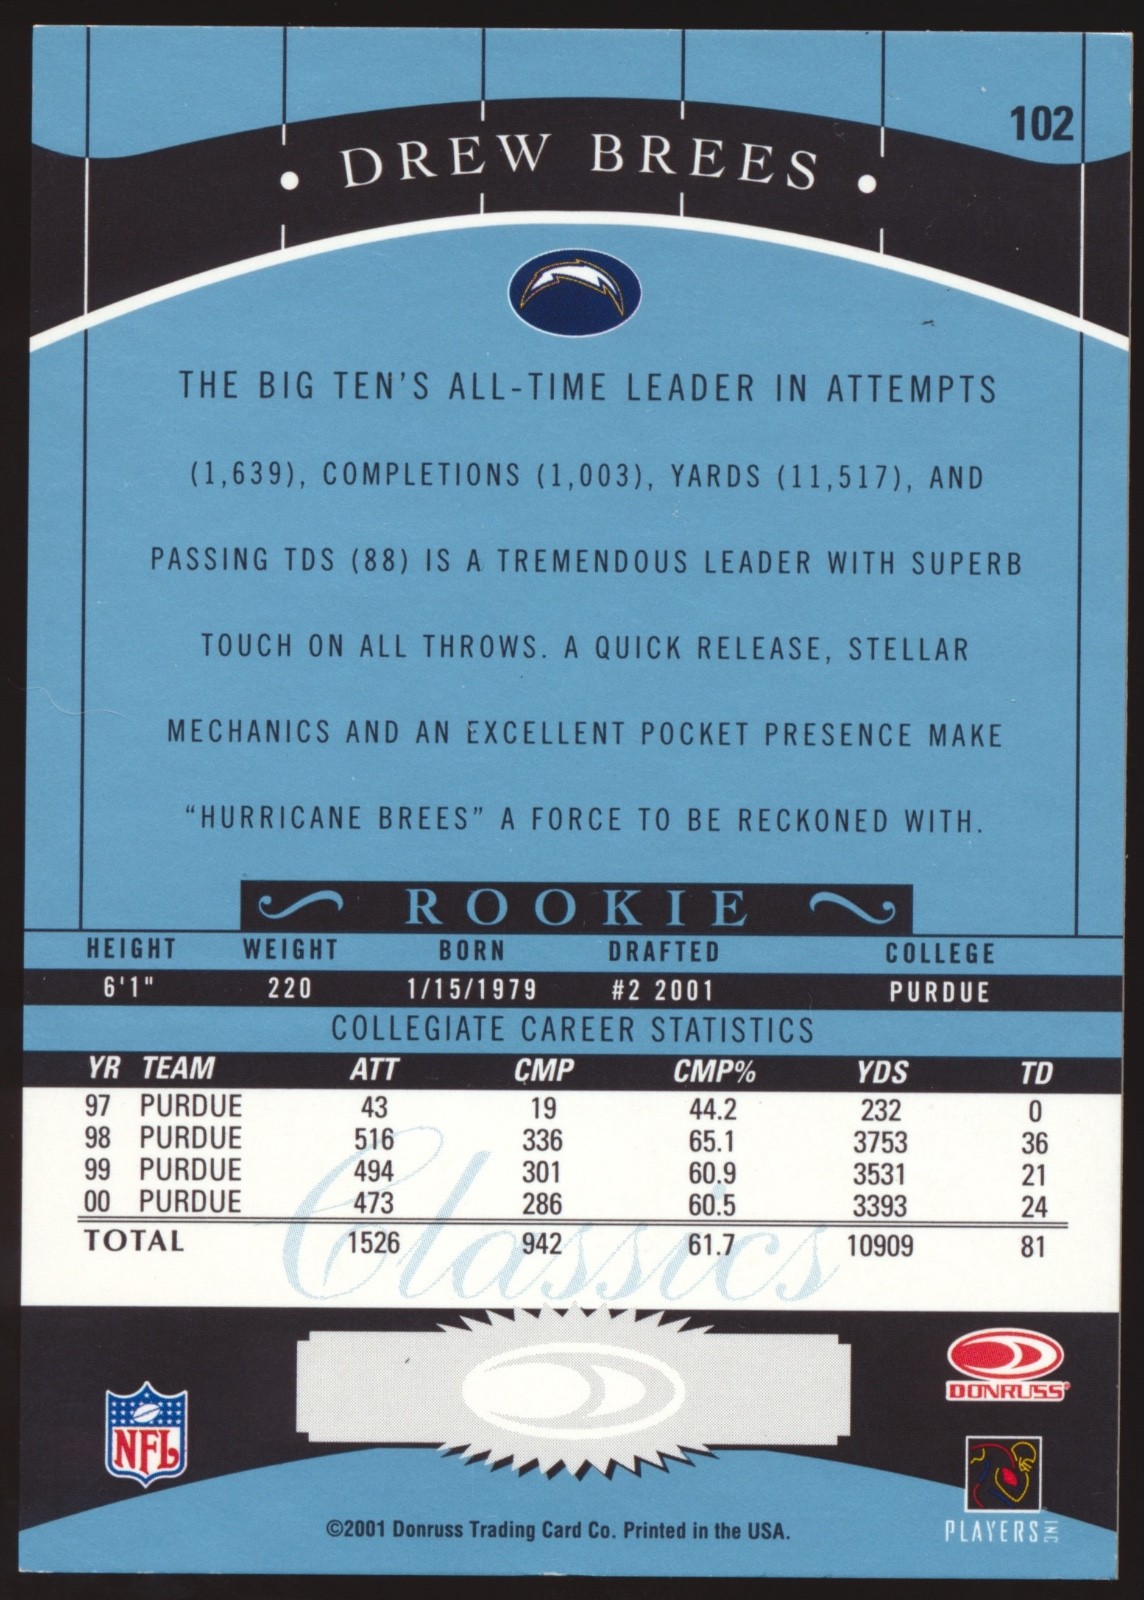 102
DREW BREES
THE BIG TEN'S ALL-TIME LEADER IN ATTEMPTS
(1,639), COMPLETIONS (1,003), YARDS (11,517), AND
PASSING TDS (88) IS A TREMENDOUS LEADER WITH SUPERB
TOUCH ON ALL THROWS. A QUICK RELEASE, STELLAR
MECHANICS AND AN EXCELLENT POCKET PRESENCE MAKE
"HURRICANE BREES" A FORCE TO BE RECKONED WITH.
ROOKIE
HEIGHT WEIGHT BORN DRAFTED COLLEGE
6'1" 220 1/15/1979 #2 2001 PURDUE
COLLEGIATE CAREER STATISTICS
YR TEAM ATT CMP CMP% YDS TD
97 PURDUE 43 19 44.2 232 0
98 PURDUE 516 336 65.1 3753 36
99 PURDUE 494 301 60.9 3531 21
00 PURDUE 473 286 60.5 3393 24
TOTAL 1526 942 61.7 10909 81
Classics
DONRUSS
NFL
PLAYERS INC
©2001 Donruss Trading Card Co. Printed in the USA.